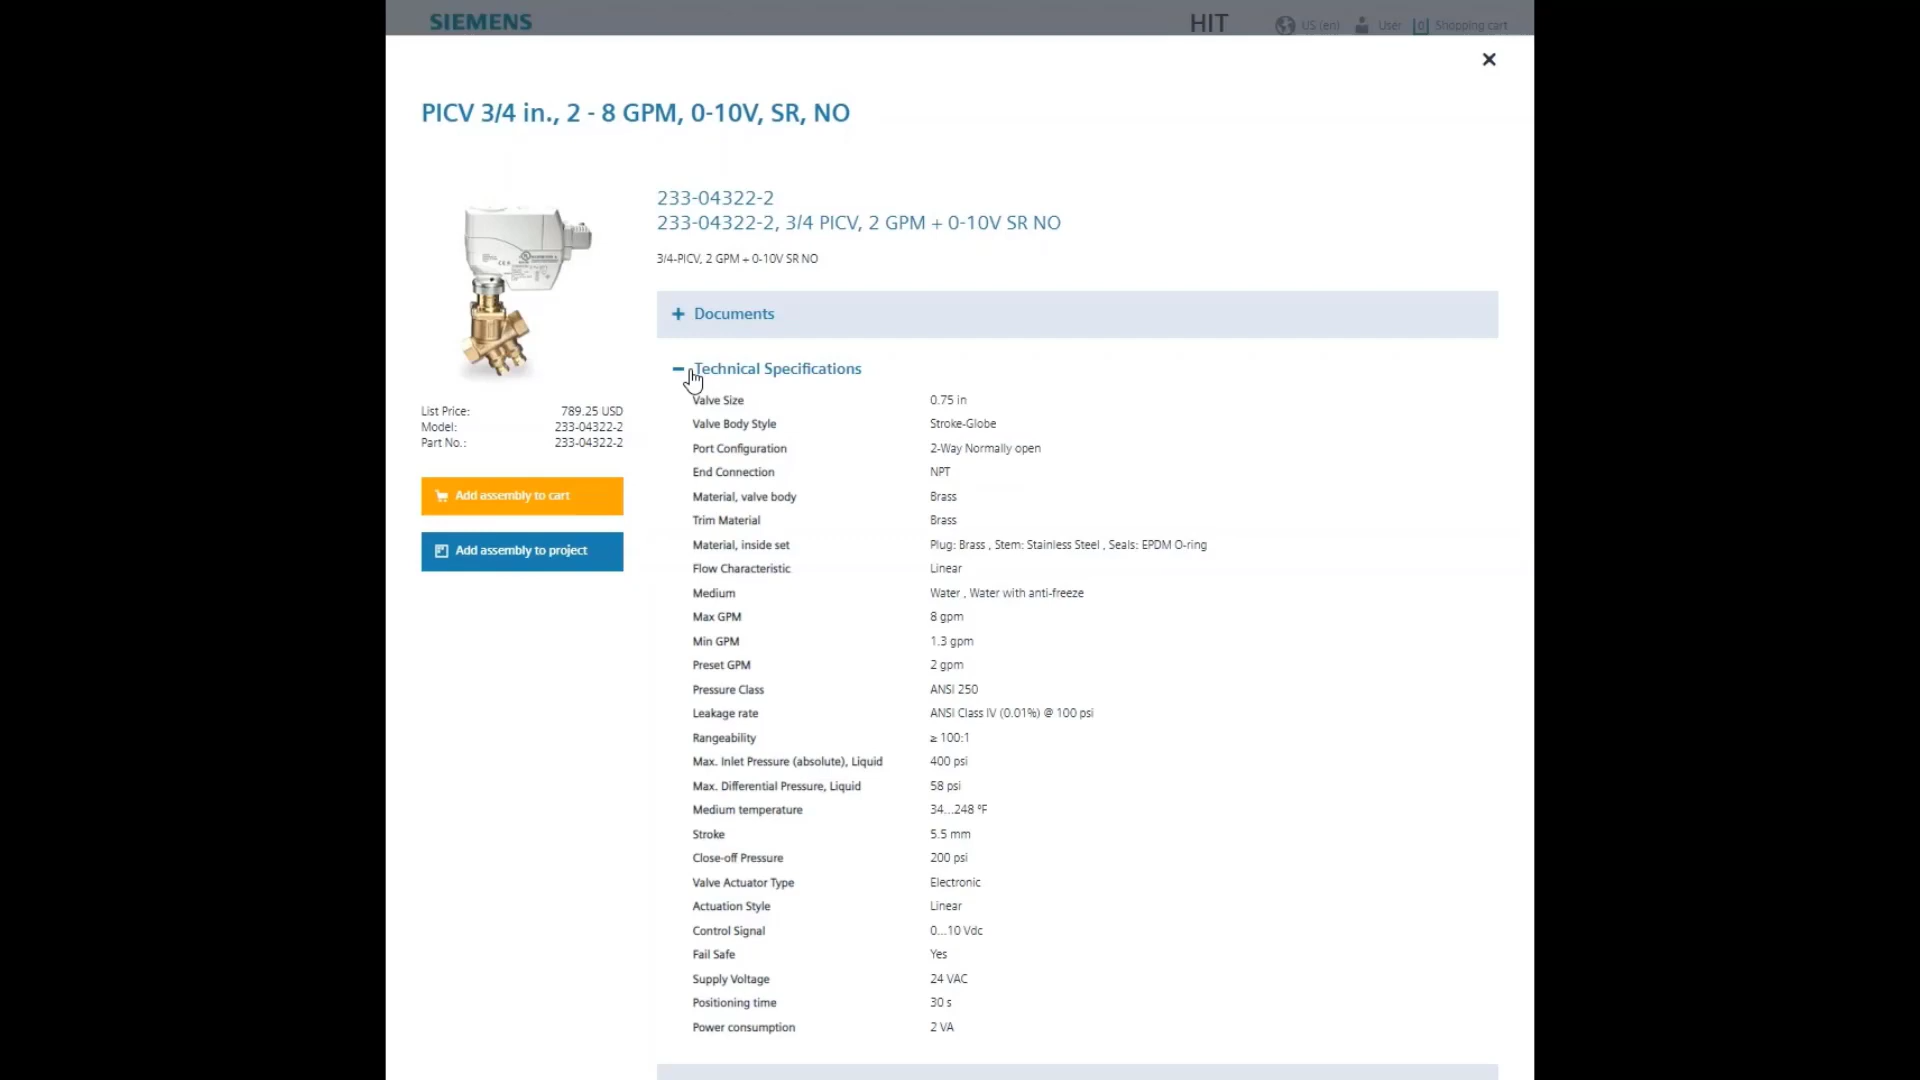 SIEMENS
HIT
US (en)
User
0
Shopping cart
PICV 3/4 in., 2 - 8 GPM, 0-10V, SR, NO
233-04322-2
233-04322-2, 3/4 PICV, 2 GPM + 0-10V SR NO
3/4-PICV, 2 GPM + 0-10V SR NO
List Price: 789.25 USD
Model: 233-04322-2
Part No.: 233-04322-2
Add assembly to cart
Add assembly to project
+ Documents
− Technical Specifications
Valve Size 0.75 in
Valve Body Style Stroke-Globe
Port Configuration 2-Way Normally open
End Connection NPT
Material, valve body Brass
Trim Material Brass
Material, inside set Plug: Brass , Stem: Stainless Steel , Seals: EPDM O-ring
Flow Characteristic Linear
Medium Water , Water with anti-freeze
Max GPM 8 gpm
Min GPM 1.3 gpm
Preset GPM 2 gpm
Pressure Class ANSI 250
Leakage rate ANSI Class IV (0.01%) @ 100 psi
Rangeability ≥ 100:1
Max. Inlet Pressure (absolute), Liquid 400 psi
Max. Differential Pressure, Liquid 58 psi
Medium temperature 34...248 °F
Stroke 5.5 mm
Close-off Pressure 200 psi
Valve Actuator Type Electronic
Actuation Style Linear
Control Signal 0...10 Vdc
Fail Safe Yes
Supply Voltage 24 VAC
Positioning time 30 s
Power consumption 2 VA